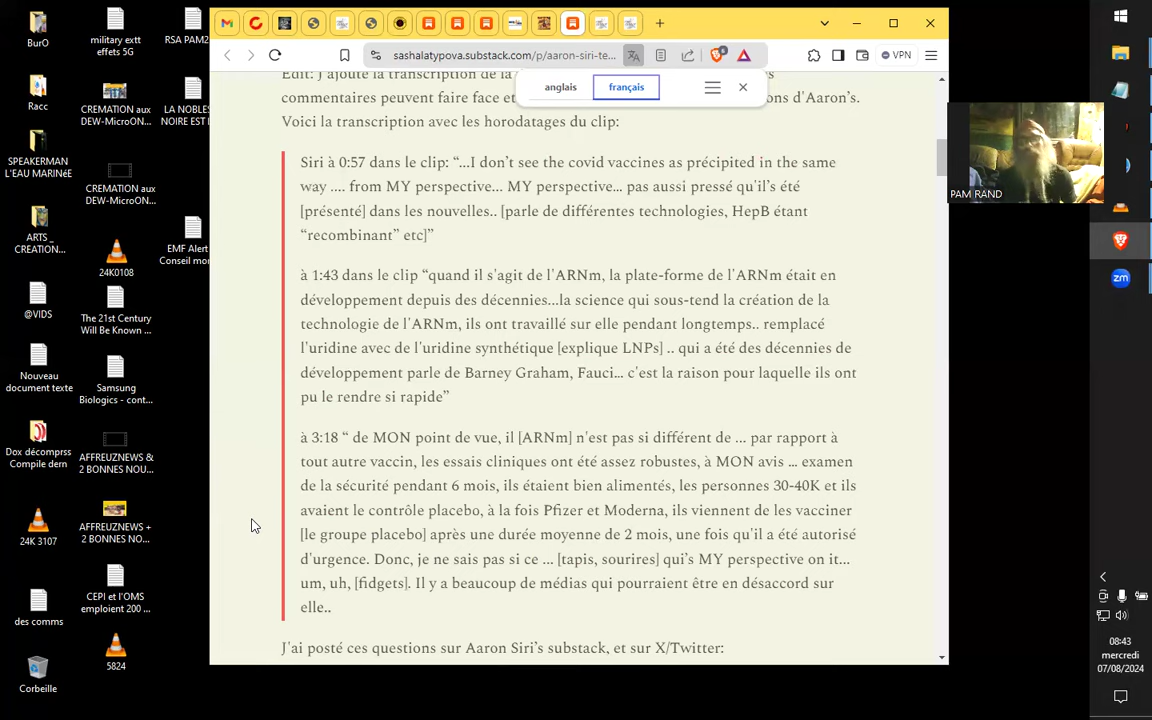 BurO
military extt
effets 5G
RSA PAM2
Racc
CREMATION aux
DEW-MicroON...
LA NOBLES
NOIRE EST I
SPEAKERMAN
L'EAU MARINéE
CREMATION aux
DEW-MicroON...
ARTS_
CREATION...
24K0108
EMF Alert
Conseil mor
@VIDS
The 21st Century
Will Be Known ...
Nouveau
document texte
Samsung
Biologics - cont...
Dox décomprss
Compile dern
AFFREUZNEWS &
2 BONNES NOU...
24K 3107
AFFREUZNEWS +
2 BONNES NO...
des comms
CEPI et l'OMS
emploient 200 ...
Corbeille
5824
sashalatypova.substack.com/p/aaron-siri-te...
8
VPN
anglais
français
Edit: J'ajoute la transcription de la
commentaires peuvent faire face et
ons d'Aaron's.
Voici la transcription avec les horodatages du clip:
Siri à 0:57 dans le clip: “...I don't see the covid vaccines as précipited in the same
way .... from MY perspective... MY perspective... pas aussi pressé qu'il's été
[présenté] dans les nouvelles.. [parle de différentes technologies, HepB étant
“recombinant” etc]”
à 1:43 dans le clip “quand il s'agit de l'ARNm, la plate-forme de l'ARNm était en
développement depuis des décennies...la science qui sous-tend la création de la
technologie de l'ARNm, ils ont travaillé sur elle pendant longtemps.. remplacé
l'uridine avec de l'uridine synthétique [explique LNPs] .. qui a été des décennies de
développement parle de Barney Graham, Fauci... c'est la raison pour laquelle ils ont
pu le rendre si rapide”
à 3:18 “ de MON point de vue, il [ARNm] n'est pas si différent de ... par rapport à
tout autre vaccin, les essais cliniques ont été assez robustes, à MON avis ... examen
de la sécurité pendant 6 mois, ils étaient bien alimentés, les personnes 30-40K et ils
avaient le contrôle placebo, à la fois Pfizer et Moderna, ils viennent de les vacciner
[le groupe placebo] après une durée moyenne de 2 mois, une fois qu'il a été autorisé
d'urgence. Donc, je ne sais pas si ce ... [tapis, sourires] qui's MY perspective on it...
um, uh, [fidgets]. Il y a beaucoup de médias qui pourraient être en désaccord sur
elle..
J'ai posté ces questions sur Aaron Siri's substack, et sur X/Twitter:
PAM RAND
zm
08:43
mercredi
07/08/2024